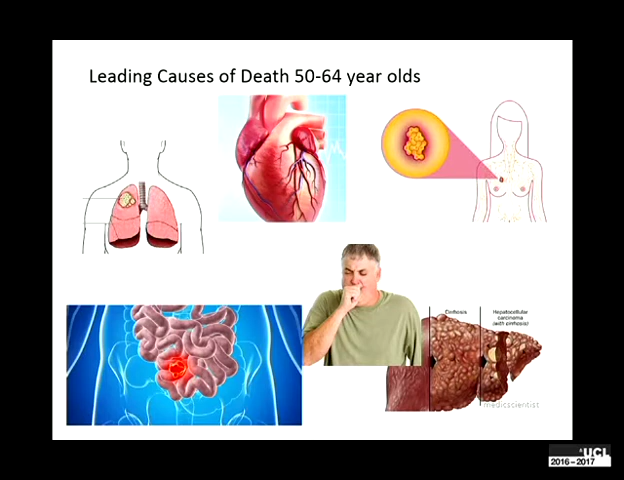 Leading Causes of Death 50-64 year olds
Cirrhosis
Hepatocellular
carcinoma
(with cirrhosis)
medicscientist
UCL
2016 – 2017